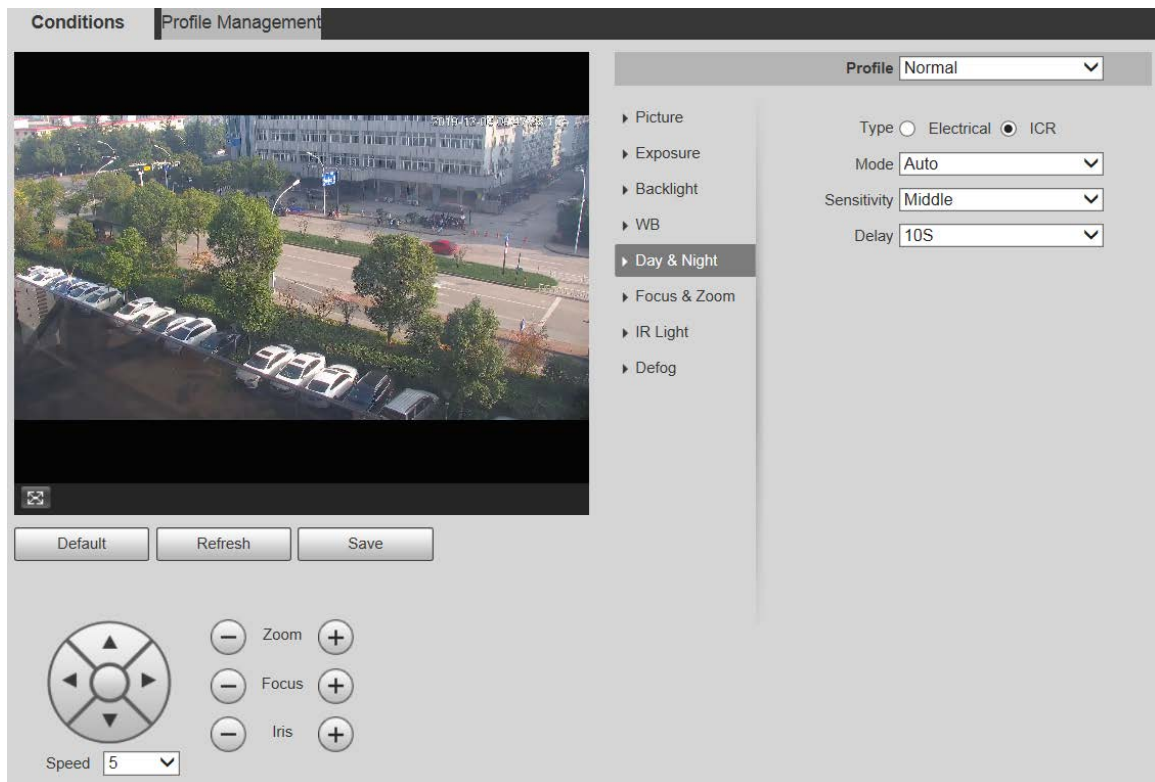 Conditions
Profile Management
Profile Normal
Picture
Exposure
Backlight
WB
Day & Night
Focus & Zoom
IR Light
Defog
Type Electrical ICR
Mode Auto
Sensitivity Middle
Delay 10S
Default Refresh Save
Zoom
Focus
Iris
Speed 5